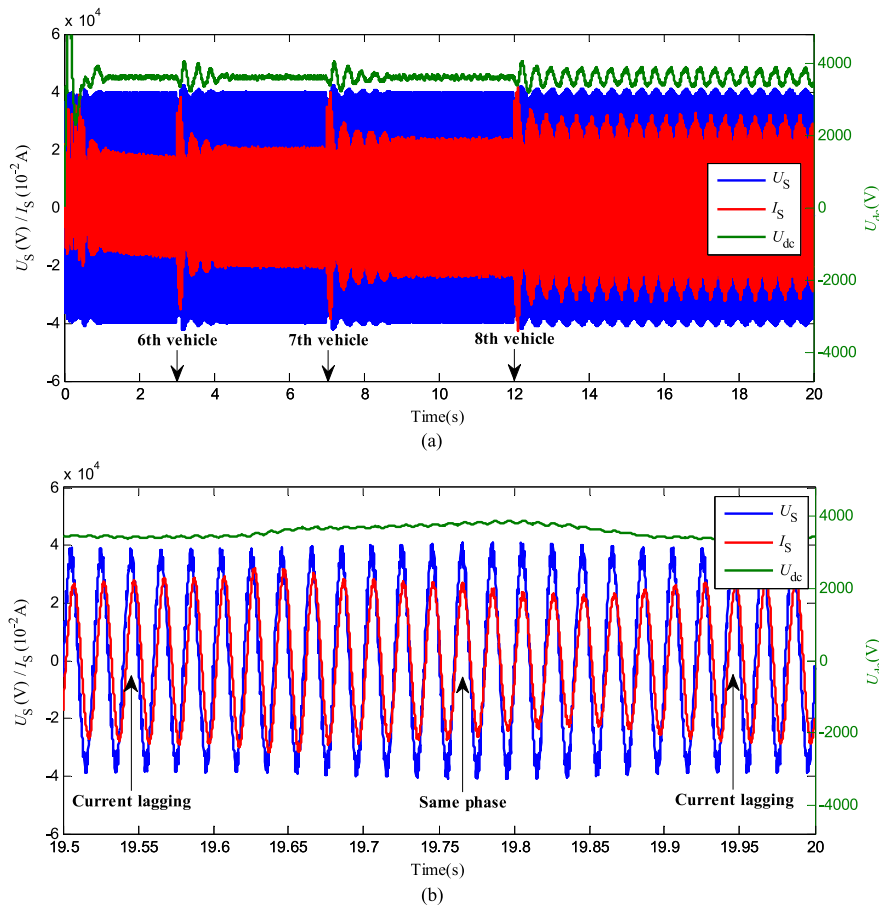 x 10⁴
6
4
2
0
-2
-4
-6
U_S (V) / I_S (10⁻² A)
4000
2000
0
-2000
-4000
U_dc (V)
U_S
I_S
U_dc
6th vehicle
7th vehicle
8th vehicle
0 2 4 6 8 10 12 14 16 18 20
Time(s)
(a)
x 10⁴
6
4
2
0
-2
-4
-6
U_S (V) / I_S (10⁻² A)
4000
2000
0
-2000
-4000
U_dc (V)
U_S
I_S
U_dc
Current lagging
Same phase
Current lagging
19.5 19.55 19.6 19.65 19.7 19.75 19.8 19.85 19.9 19.95 20
Time(s)
(b)